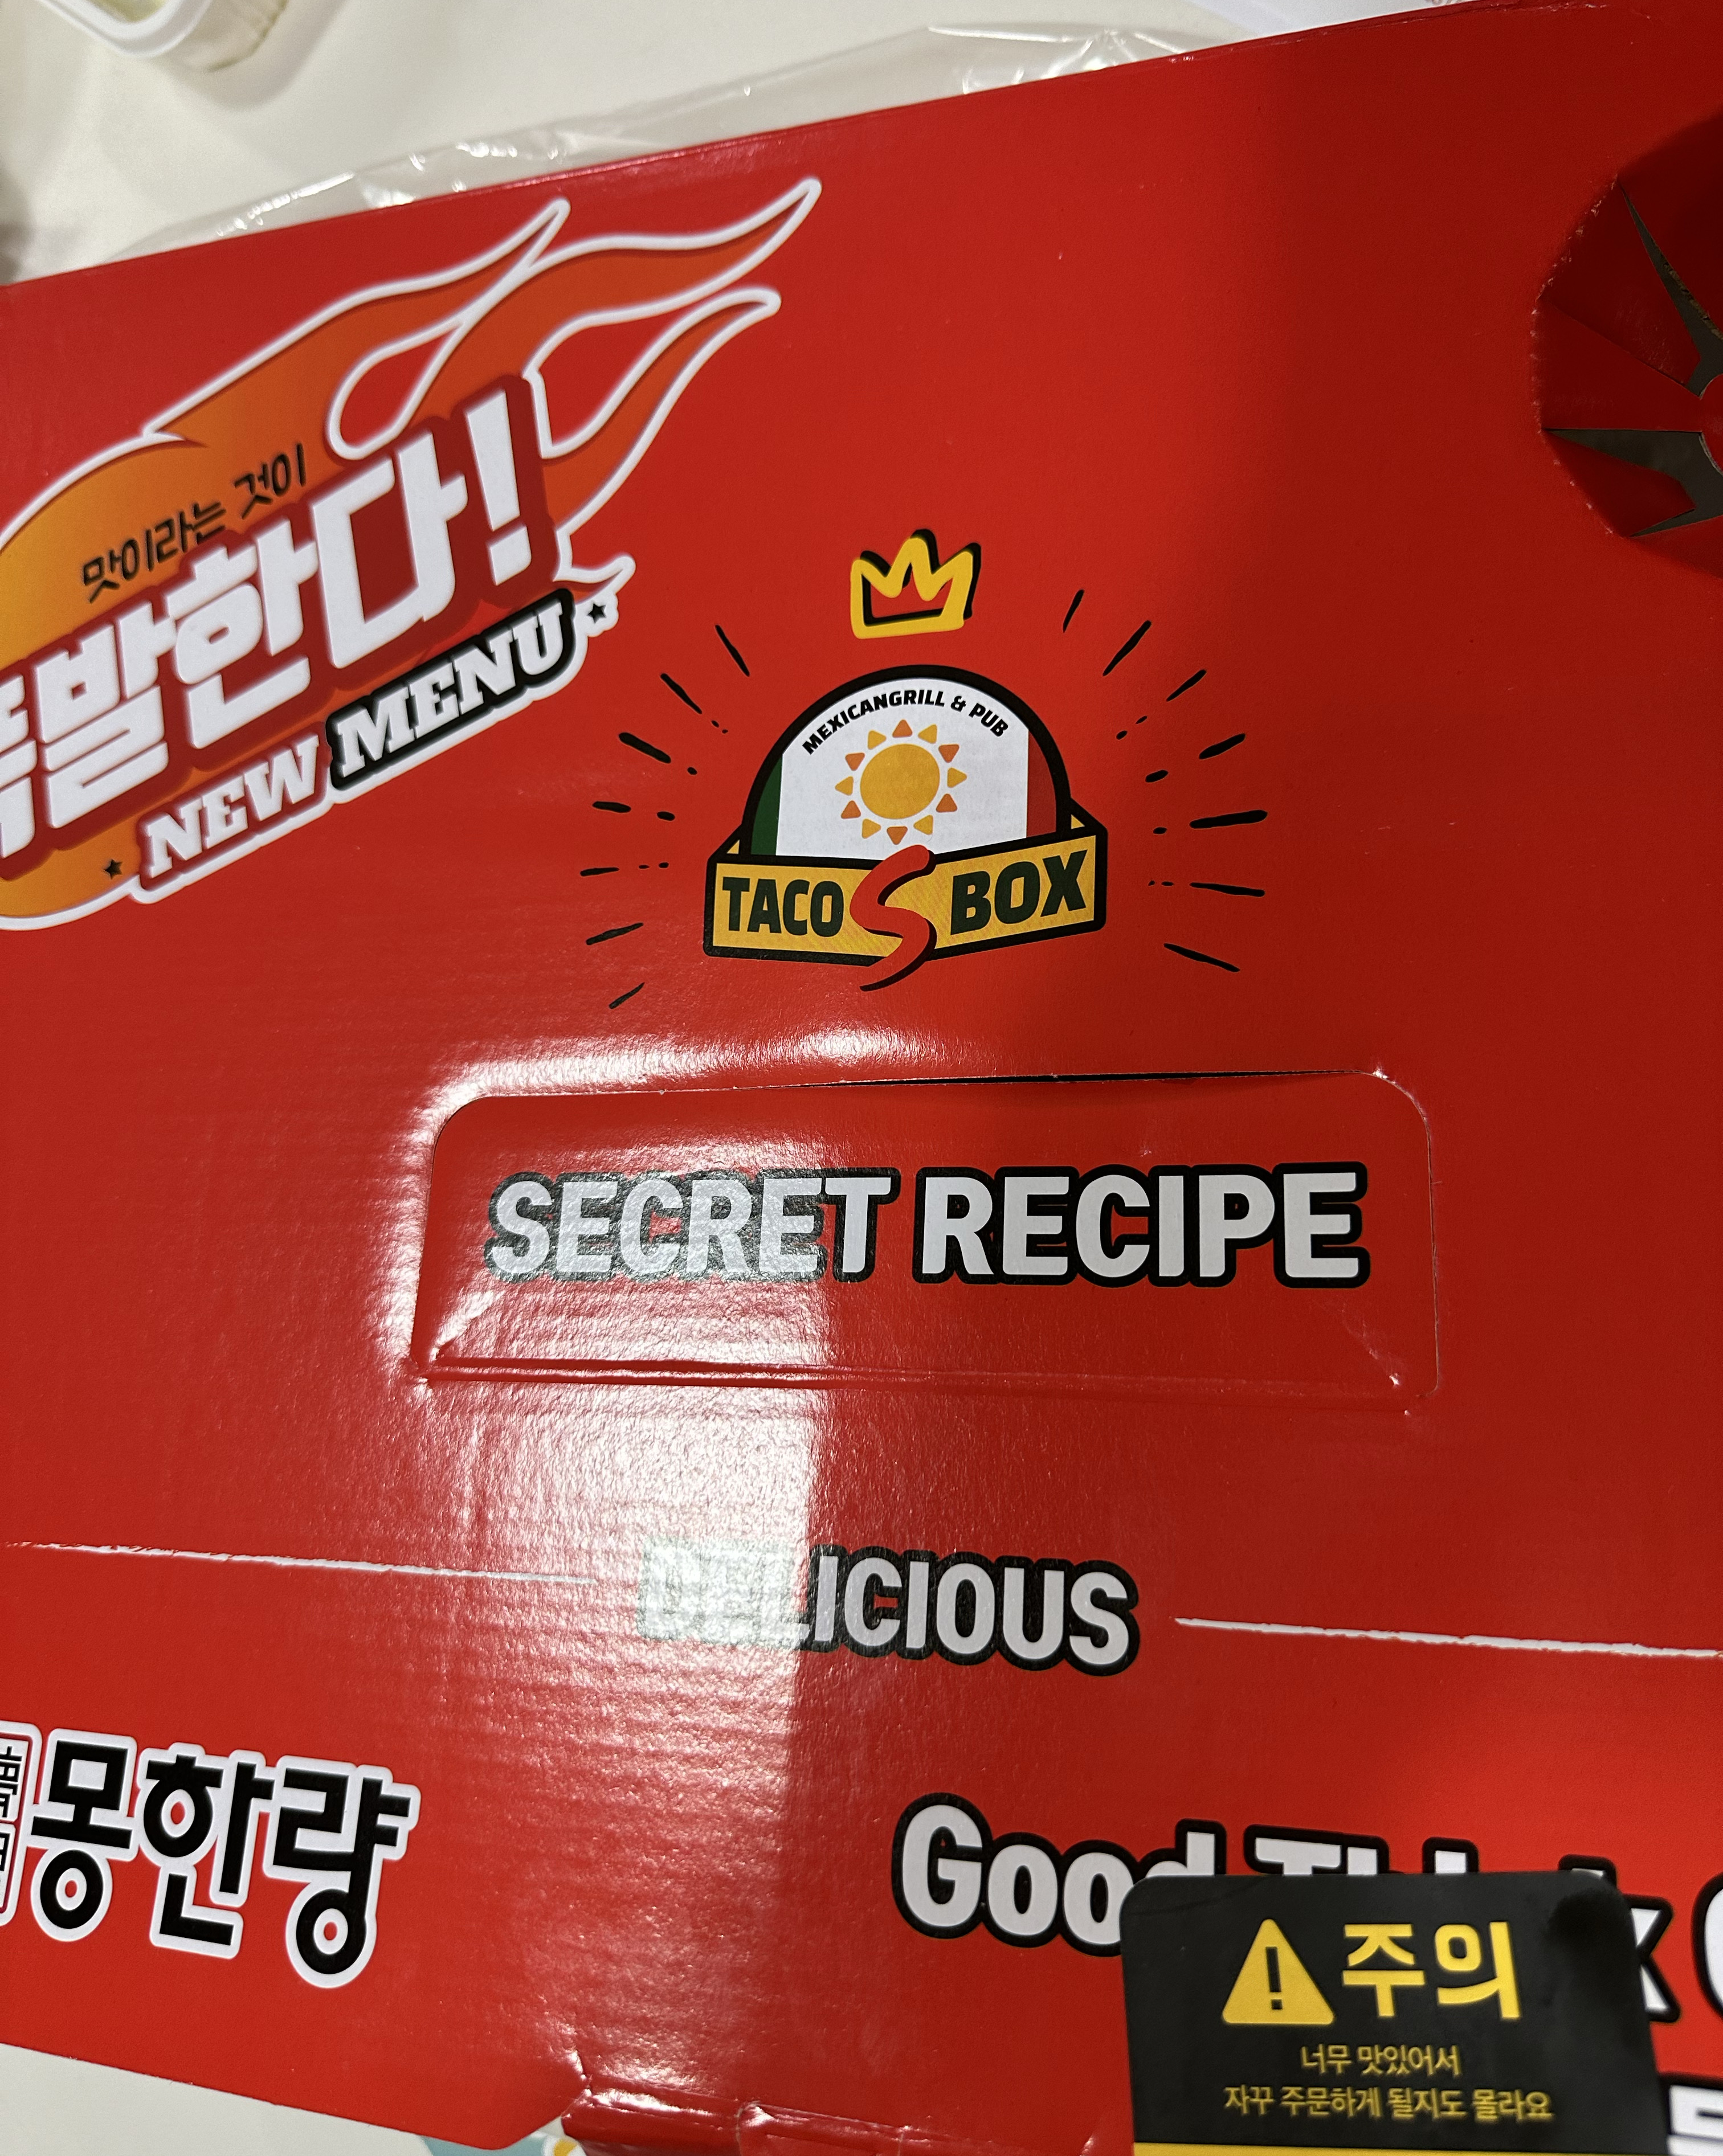 맛이라는 것이
발한다!
NEW MENU
MEXICANGRILL & PUB
TACO S BOX
SECRET RECIPE
DELICIOUS
몽한량
Good
주의
너무 맛있어서
자꾸 주문하게 될지도 몰라요